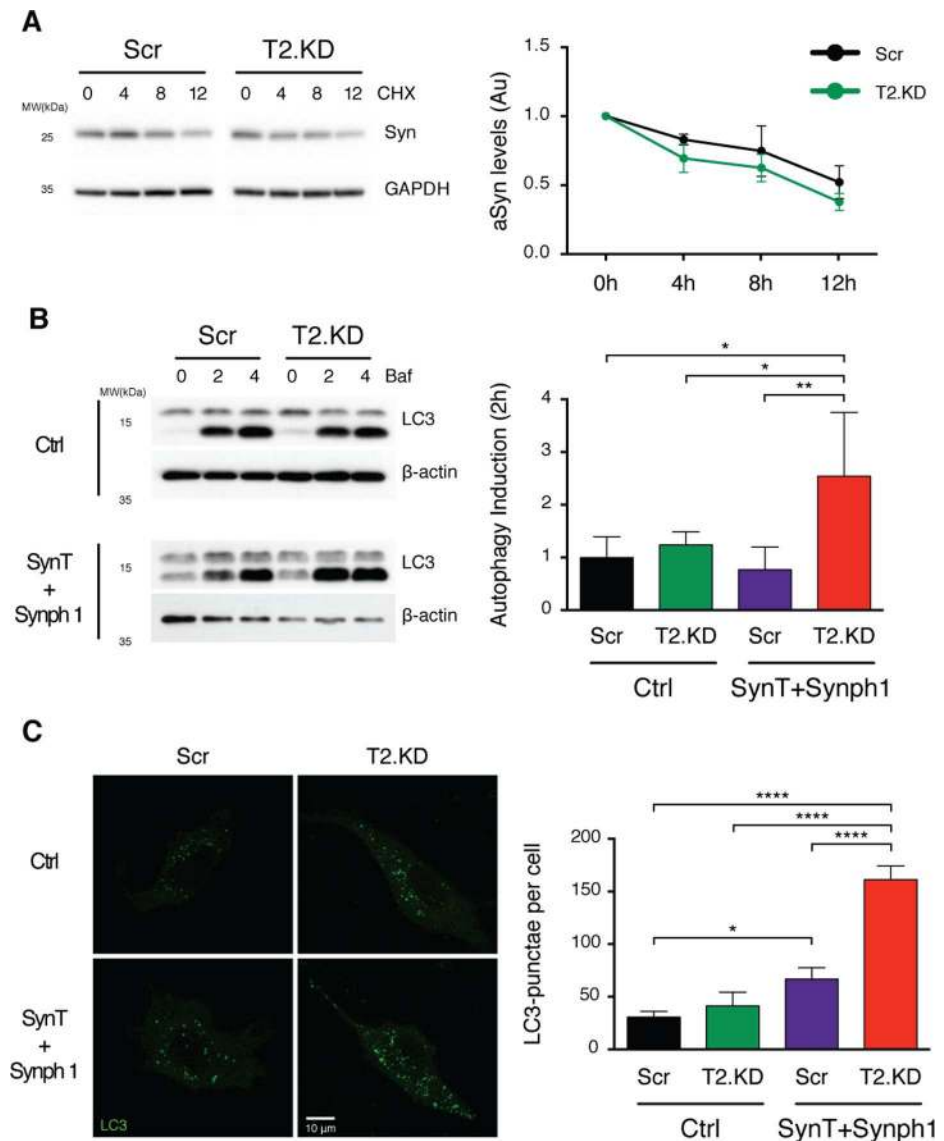 A
Scr T2.KD
0 4 8 12 0 4 8 12 CHX
MW(kDa)
25 Syn
35 GAPDH
aSyn levels (Au)
1.5
1.0
0.5
0.0
0h 4h 8h 12h
Scr
T2.KD
B
Scr T2.KD
0 2 4 0 2 4 Baf
MW(kDa)
Ctrl
15 LC3
β-actin
35
SynT
+
Synph 1
15 LC3
β-actin
35
Autophagy Induction (2h)
4
3
2
1
0
*
*
**
Scr T2.KD Scr T2.KD
Ctrl SynT+Synph1
C
Scr T2.KD
Ctrl
SynT
+
Synph 1
LC3
10 µm
LC3-punctae per cell
200
150
100
50
0
****
****
****
*
Scr T2.KD Scr T2.KD
Ctrl SynT+Synph1